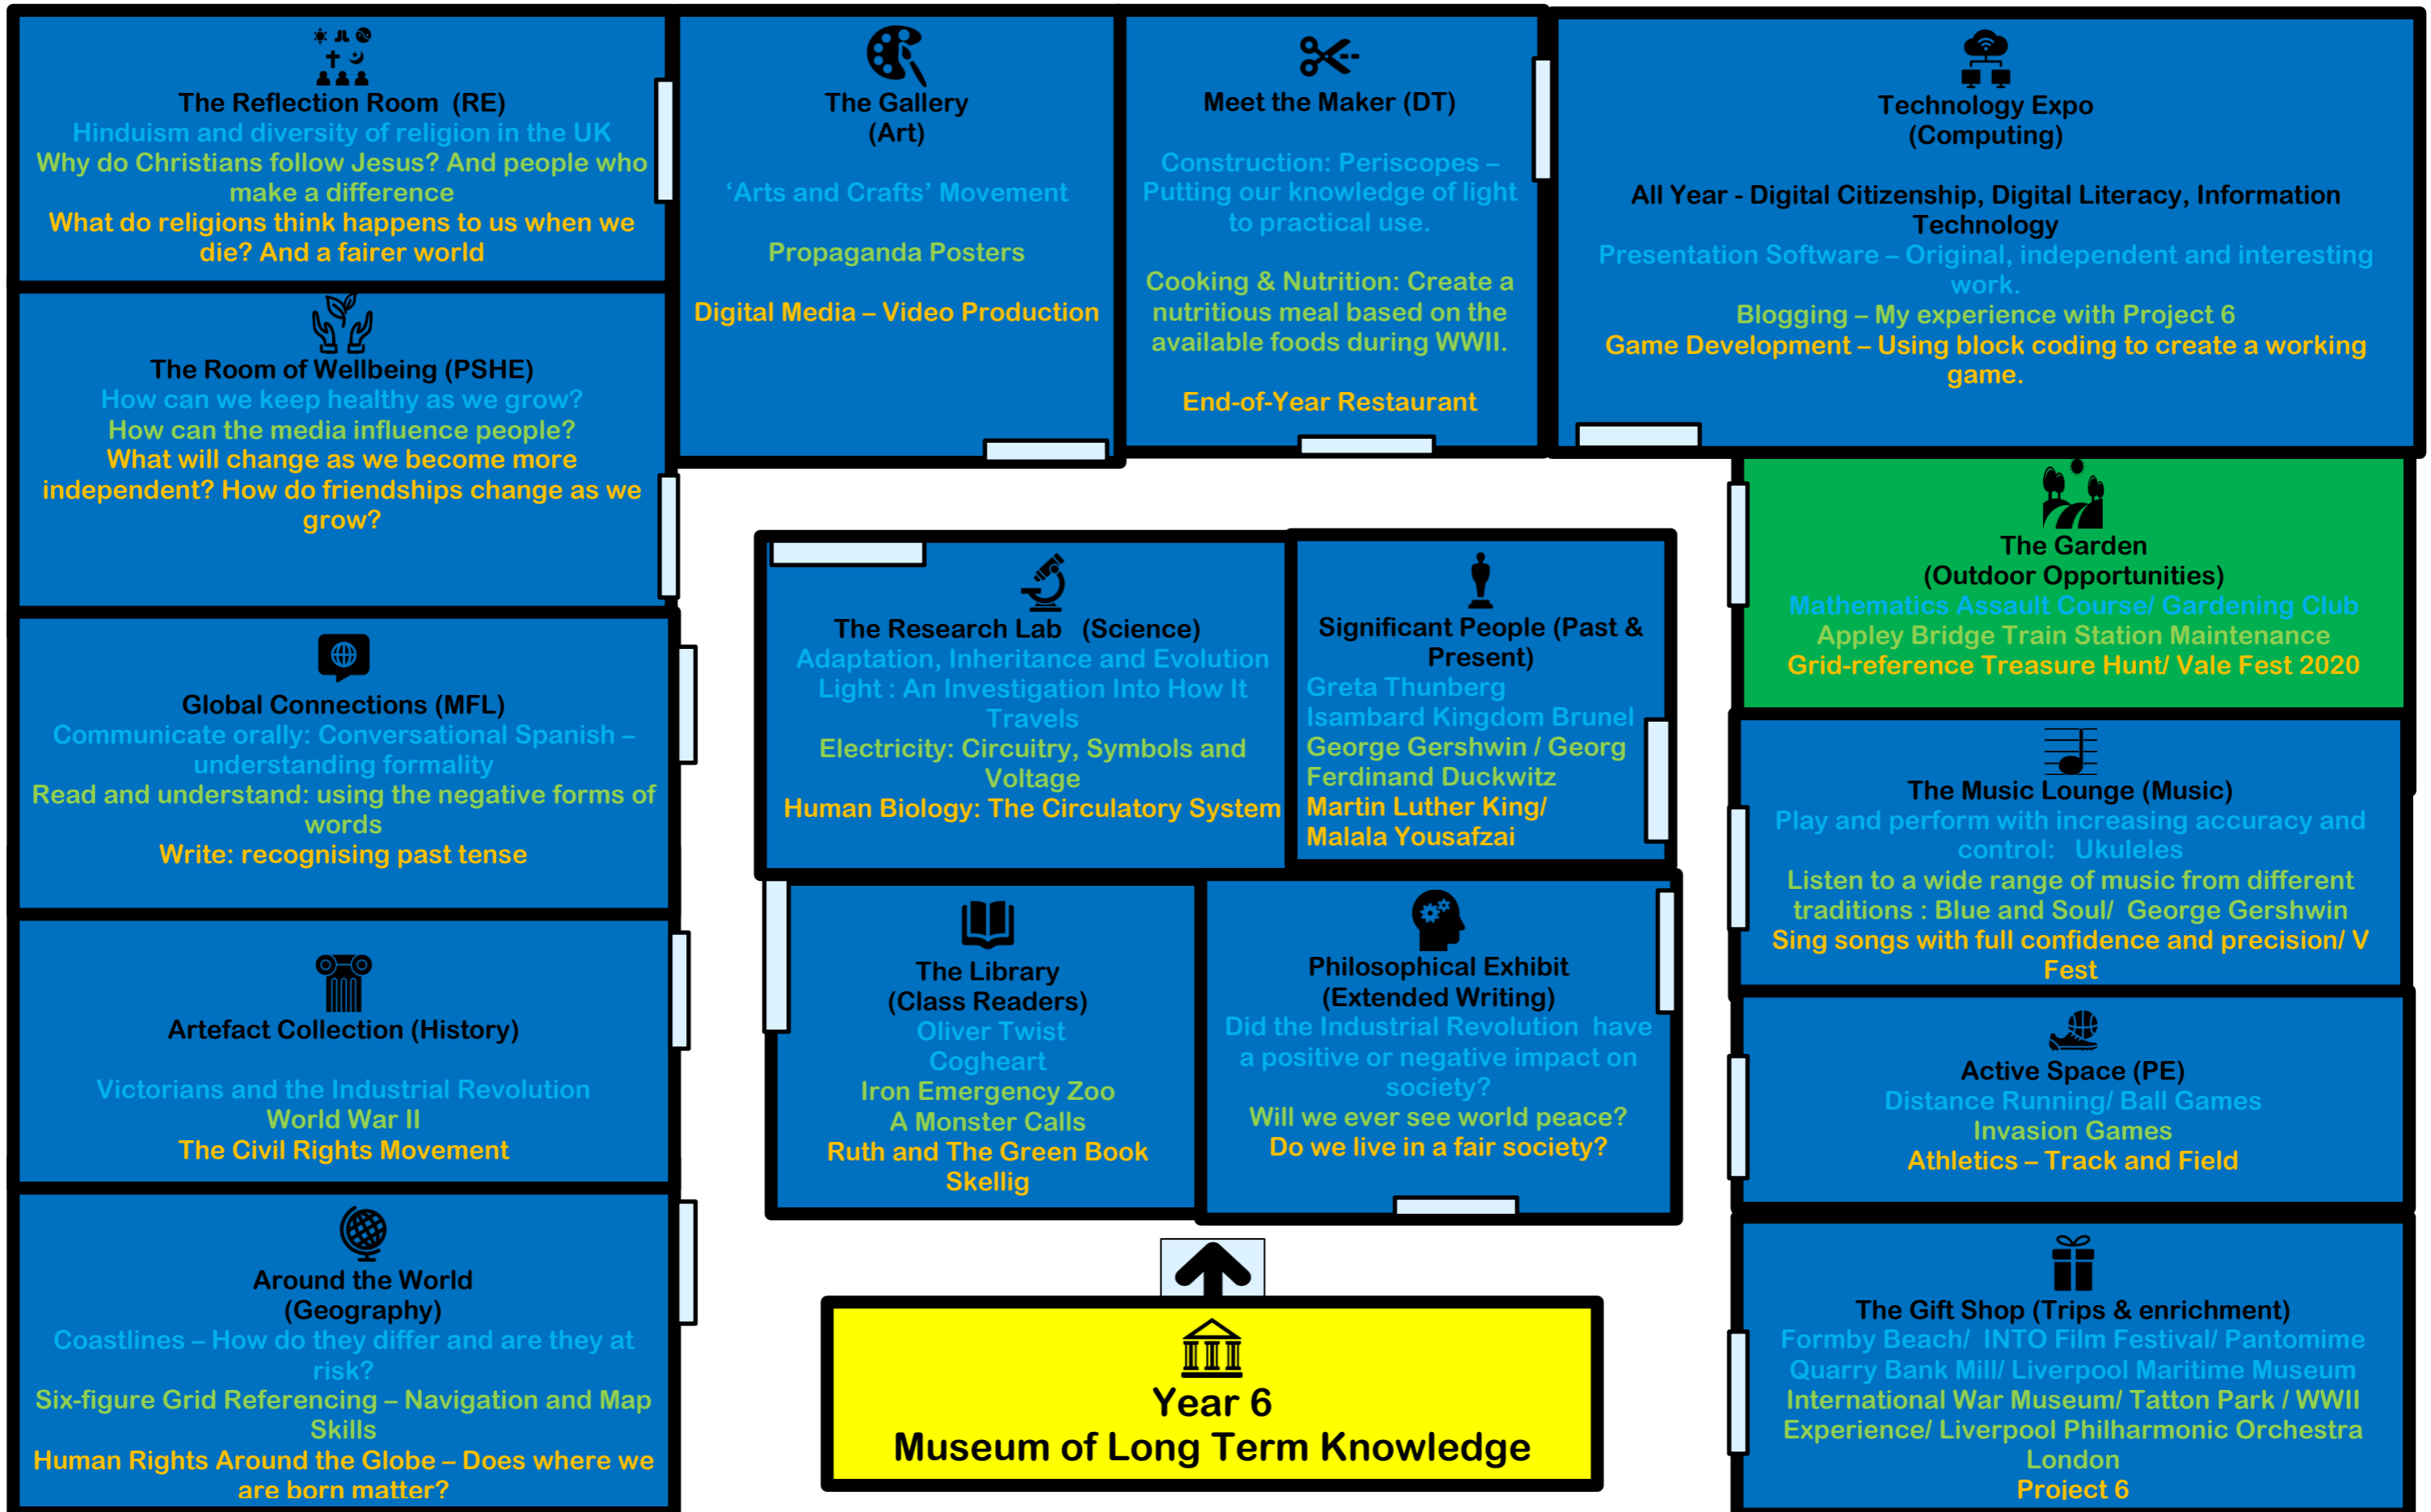 The Reflection Room (RE)
Hinduism and diversity of religion in the UK
Why do Christians follow Jesus? And people who
make a difference
What do religions think happens to us when we
die? And a fairer world
The Gallery
(Art)
‘Arts and Crafts’ Movement
Propaganda Posters
Digital Media – Video Production
Meet the Maker (DT)
Construction: Periscopes –
Putting our knowledge of light
to practical use.
Cooking & Nutrition: Create a
nutritious meal based on the
available foods during WWII.
End-of-Year Restaurant
Technology Expo
(Computing)
All Year - Digital Citizenship, Digital Literacy, Information
Technology
Presentation Software – Original, independent and interesting
work.
Blogging – My experience with Project 6
Game Development – Using block coding to create a working
game.
The Room of Wellbeing (PSHE)
How can we keep healthy as we grow?
How can the media influence people?
What will change as we become more
independent? How do friendships change as we
grow?
Global Connections (MFL)
Communicate orally: Conversational Spanish –
understanding formality
Read and understand: using the negative forms of
words
Write: recognising past tense
Artefact Collection (History)
Victorians and the Industrial Revolution
World War II
The Civil Rights Movement
Around the World
(Geography)
Coastlines – How do they differ and are they at
risk?
Six-figure Grid Referencing – Navigation and Map
Skills
Human Rights Around the Globe – Does where we
are born matter?
The Research Lab (Science)
Adaptation, Inheritance and Evolution
Light : An Investigation Into How It
Travels
Electricity: Circuitry, Symbols and
Voltage
Human Biology: The Circulatory System
Significant People (Past &
Present)
Greta Thunberg
Isambard Kingdom Brunel
George Gershwin / Georg
Ferdinand Duckwitz
Martin Luther King/
Malala Yousafzai
The Library
(Class Readers)
Oliver Twist
Cogheart
Iron Emergency Zoo
A Monster Calls
Ruth and The Green Book
Skellig
Philosophical Exhibit
(Extended Writing)
Did the Industrial Revolution have
a positive or negative impact on
society?
Will we ever see world peace?
Do we live in a fair society?
Year 6
Museum of Long Term Knowledge
The Garden
(Outdoor Opportunities)
Mathematics Assault Course/ Gardening Club
Appley Bridge Train Station Maintenance
Grid-reference Treasure Hunt/ Vale Fest 2020
The Music Lounge (Music)
Play and perform with increasing accuracy and
control: Ukuleles
Listen to a wide range of music from different
traditions : Blue and Soul/ George Gershwin
Sing songs with full confidence and precision/ V
Fest
Active Space (PE)
Distance Running/ Ball Games
Invasion Games
Athletics – Track and Field
The Gift Shop (Trips & enrichment)
Formby Beach/ INTO Film Festival/ Pantomime
Quarry Bank Mill/ Liverpool Maritime Museum
International War Museum/ Tatton Park / WWII
Experience/ Liverpool Philharmonic Orchestra
London
Project 6